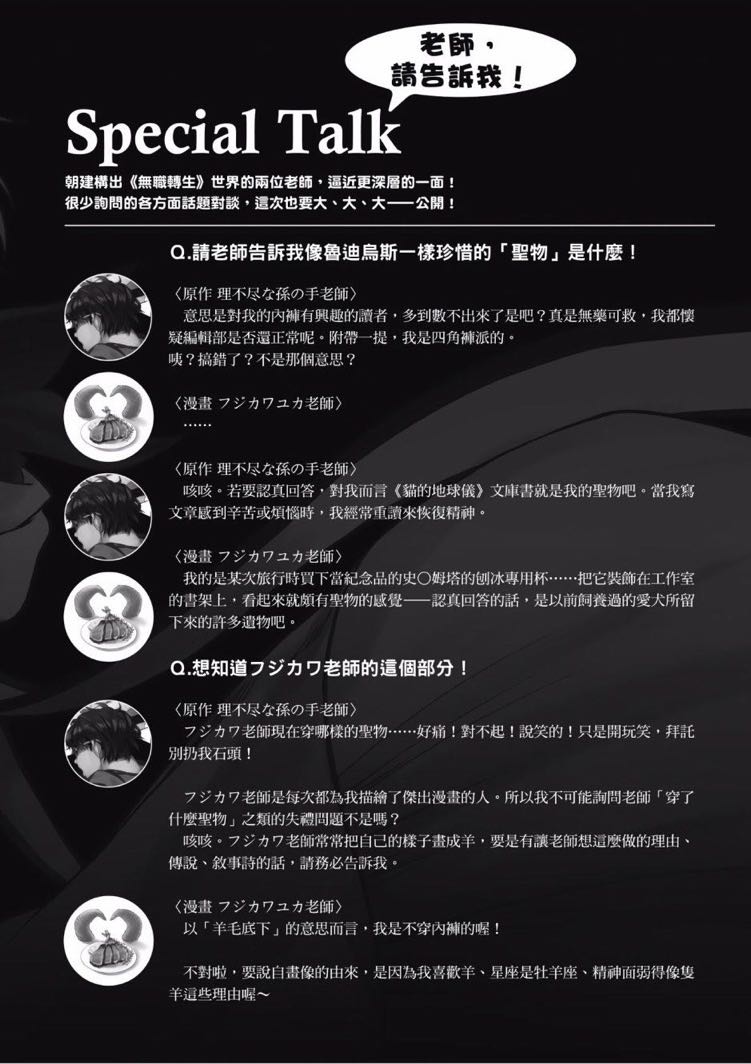 老師，
請告訴我！
Special Talk
朝建構出《無職轉生》世界的兩位老師，逼近更深層的一面！
很少詢問的各方面話題對談，這次也要大、大、大——公開！
Q.請老師告訴我像魯迪烏斯一樣珍惜的「聖物」是什麼！
〈原作 理不尽な孫の手老師〉
意思是對我的內褲有興趣的讀者，多到數不出來了是吧？真是無藥可救，我都懷
疑編輯部是否還正常呢。附帶一提，我是四角褲派的。
咦？搞錯了？不是那個意思？
〈漫畫 フジカワユカ老師〉
……
〈原作 理不尽な孫の手老師〉
咳咳。若要認真回答，對我而言《貓的地球儀》文庫書就是我的聖物吧。當我寫
文章感到辛苦或煩惱時，我經常重讀來恢復精神。
〈漫畫 フジカワユカ老師〉
我的是某次旅行時買下當紀念品的史〇姆塔的刨冰專用杯……把它裝飾在工作室
的書架上，看起來就頗有聖物的感覺——認真回答的話，是以前飼養過的愛犬所留
下來的許多遺物吧。
Q.想知道フジカワ老師的這個部分！
〈原作 理不尽な孫の手老師〉
フジカワ老師現在穿哪樣的聖物……好痛！對不起！說笑的！只是開玩笑，拜託
別扔我石頭！
フジカワ老師是每次都為我描繪了傑出漫畫的人。所以我不可能詢問老師「穿了
什麼聖物」之類的失禮問題不是嗎？
咳咳。フジカワ老師常常把自己的樣子畫成羊，要是有讓老師想這麼做的理由、
傳說、敘事詩的話，請務必告訴我。
〈漫畫 フジカワユカ老師〉
以「羊毛底下」的意思而言，我是不穿內褲的喔！
不對啦，要說自畫像的由來，是因為我喜歡羊、星座是牡羊座、精神面弱得像隻
羊這些理由喔～